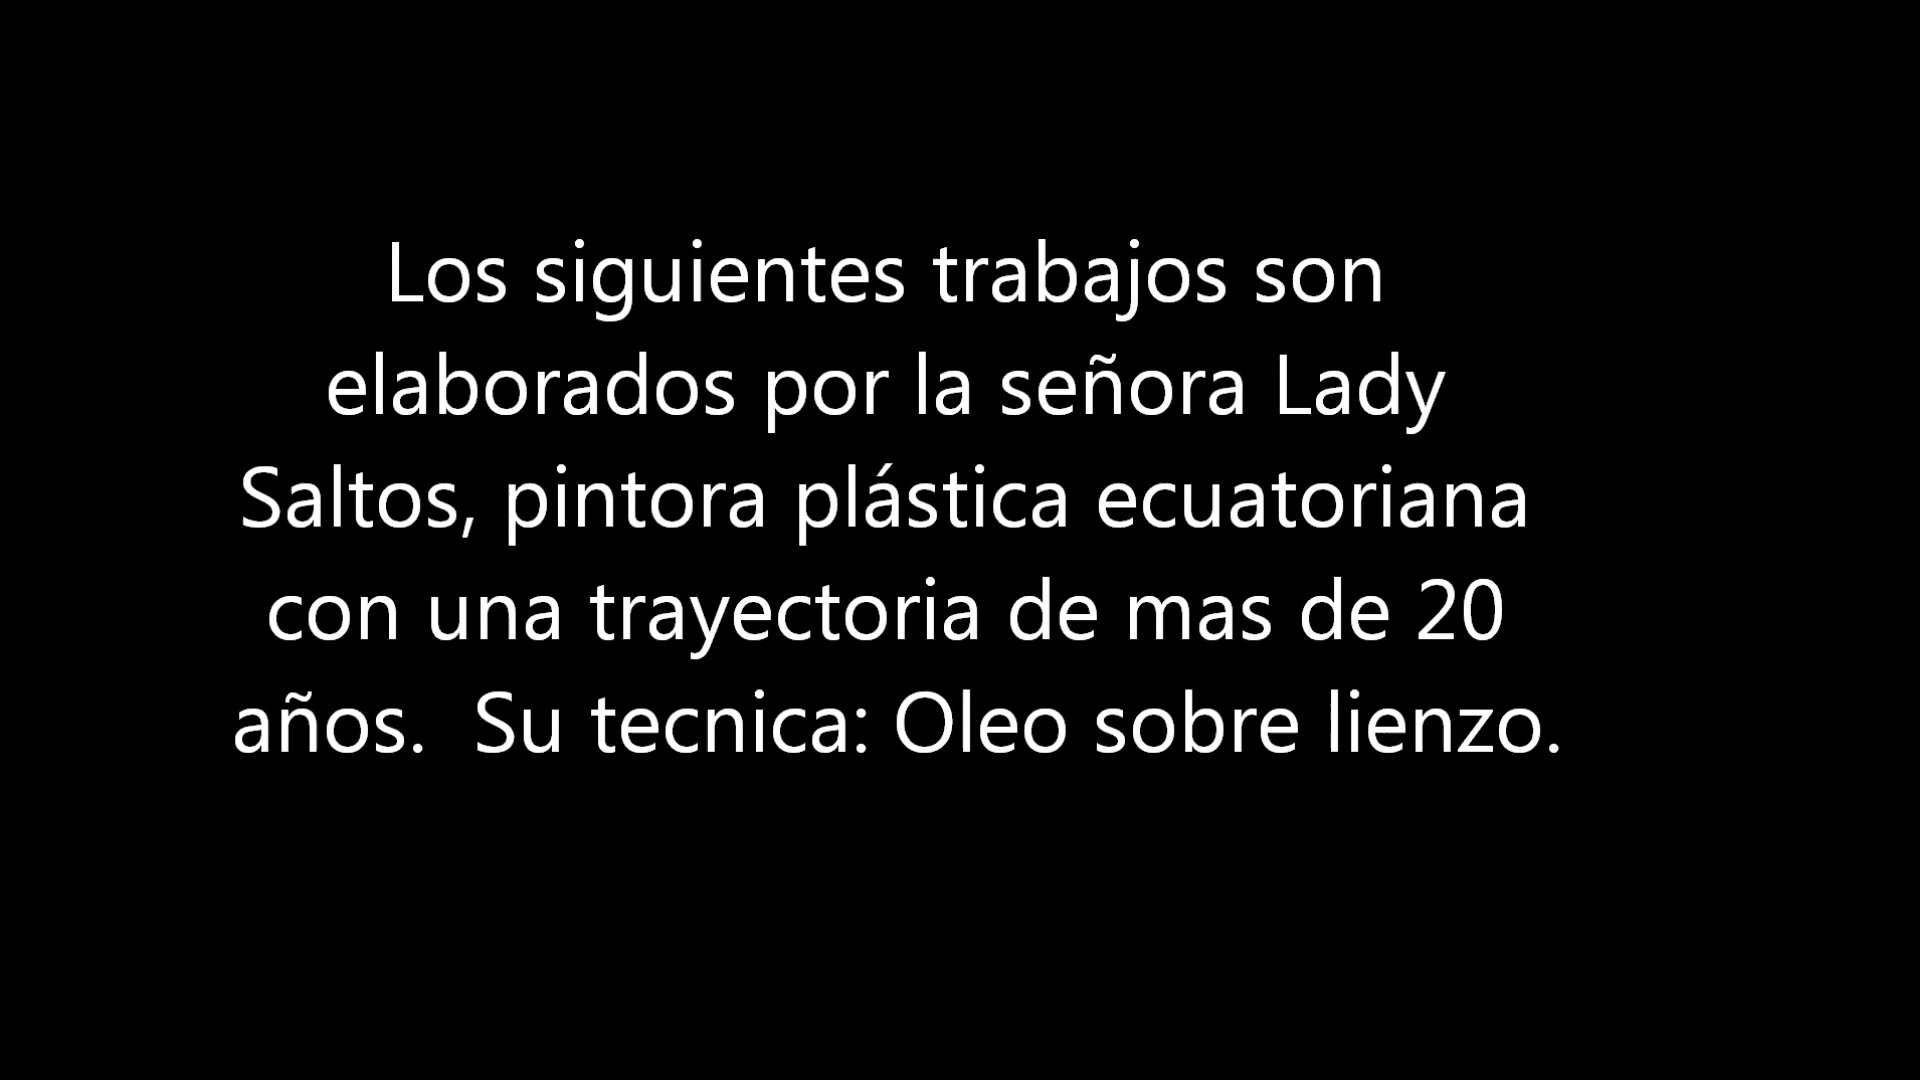 Los siguientes trabajos son
elaborados por la señora Lady
Saltos, pintora plástica ecuatoriana
con una trayectoria de mas de 20
años.  Su tecnica: Oleo sobre lienzo.